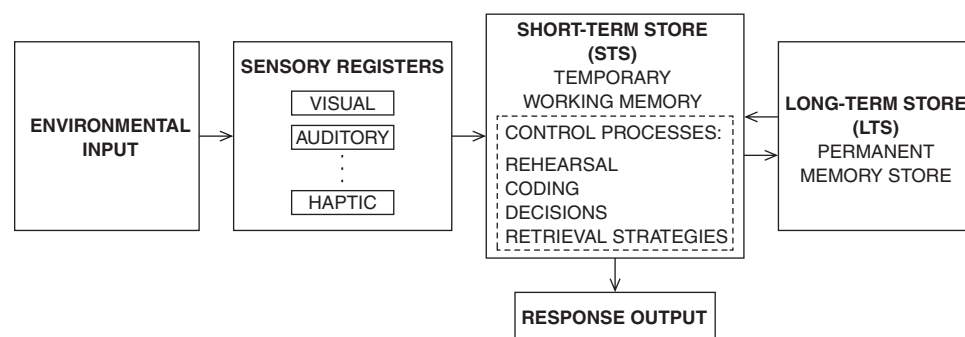 ENVIRONMENTAL
INPUT
SENSORY REGISTERS
VISUAL
AUDITORY
HAPTIC
SHORT-TERM STORE
(STS)
TEMPORARY
WORKING MEMORY
CONTROL PROCESSES:
REHEARSAL
CODING
DECISIONS
RETRIEVAL STRATEGIES
LONG-TERM STORE
(LTS)
PERMANENT
MEMORY STORE
RESPONSE OUTPUT